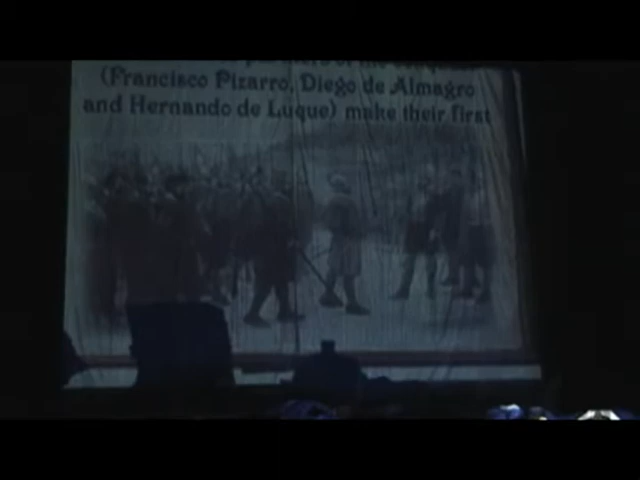 (Francisco Pizarro, Diego de Almagro
and Hernando de Luque) make their first